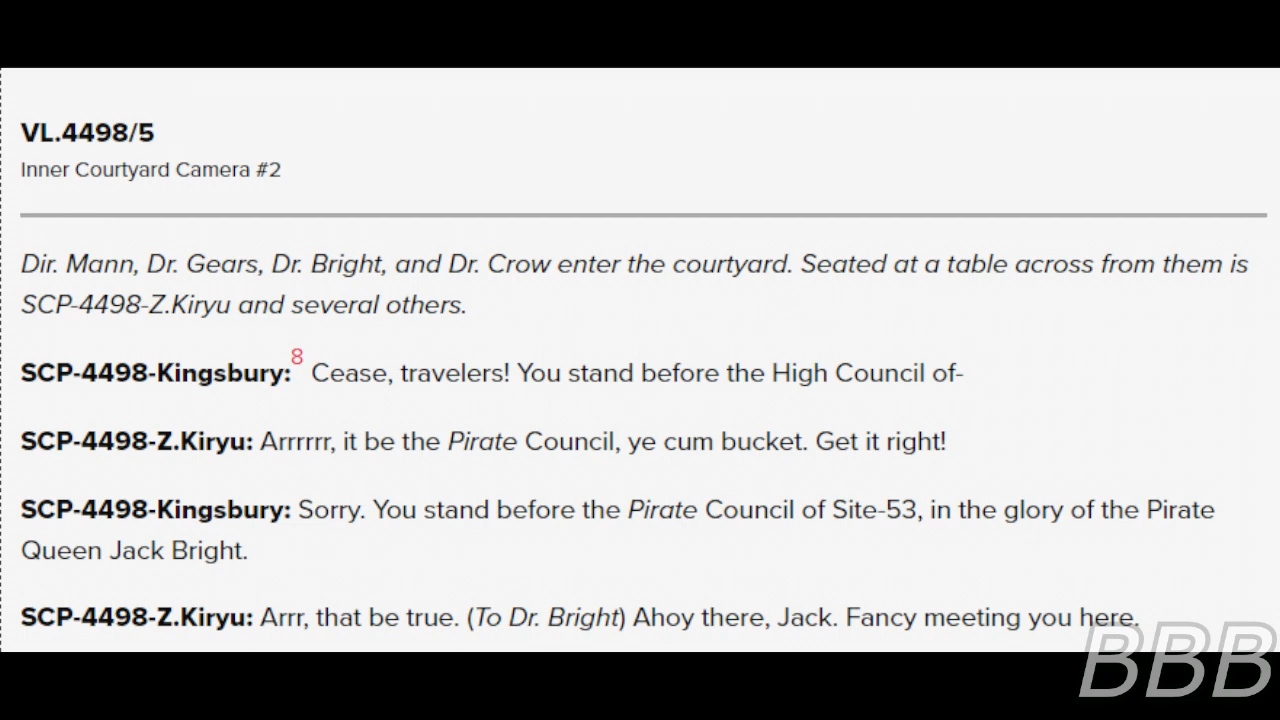 VL.4498/5
Inner Courtyard Camera #2
Dir. Mann, Dr. Gears, Dr. Bright, and Dr. Crow enter the courtyard. Seated at a table across from them is
SCP-4498-Z.Kiryu and several others.
SCP-4498-Kingsbury:8 Cease, travelers! You stand before the High Council of-
SCP-4498-Z.Kiryu: Arrrrrr, it be the Pirate Council, ye cum bucket. Get it right!
SCP-4498-Kingsbury: Sorry. You stand before the Pirate Council of Site-53, in the glory of the Pirate
Queen Jack Bright.
SCP-4498-Z.Kiryu: Arrr, that be true. (To Dr. Bright) Ahoy there, Jack. Fancy meeting you here.
BBB